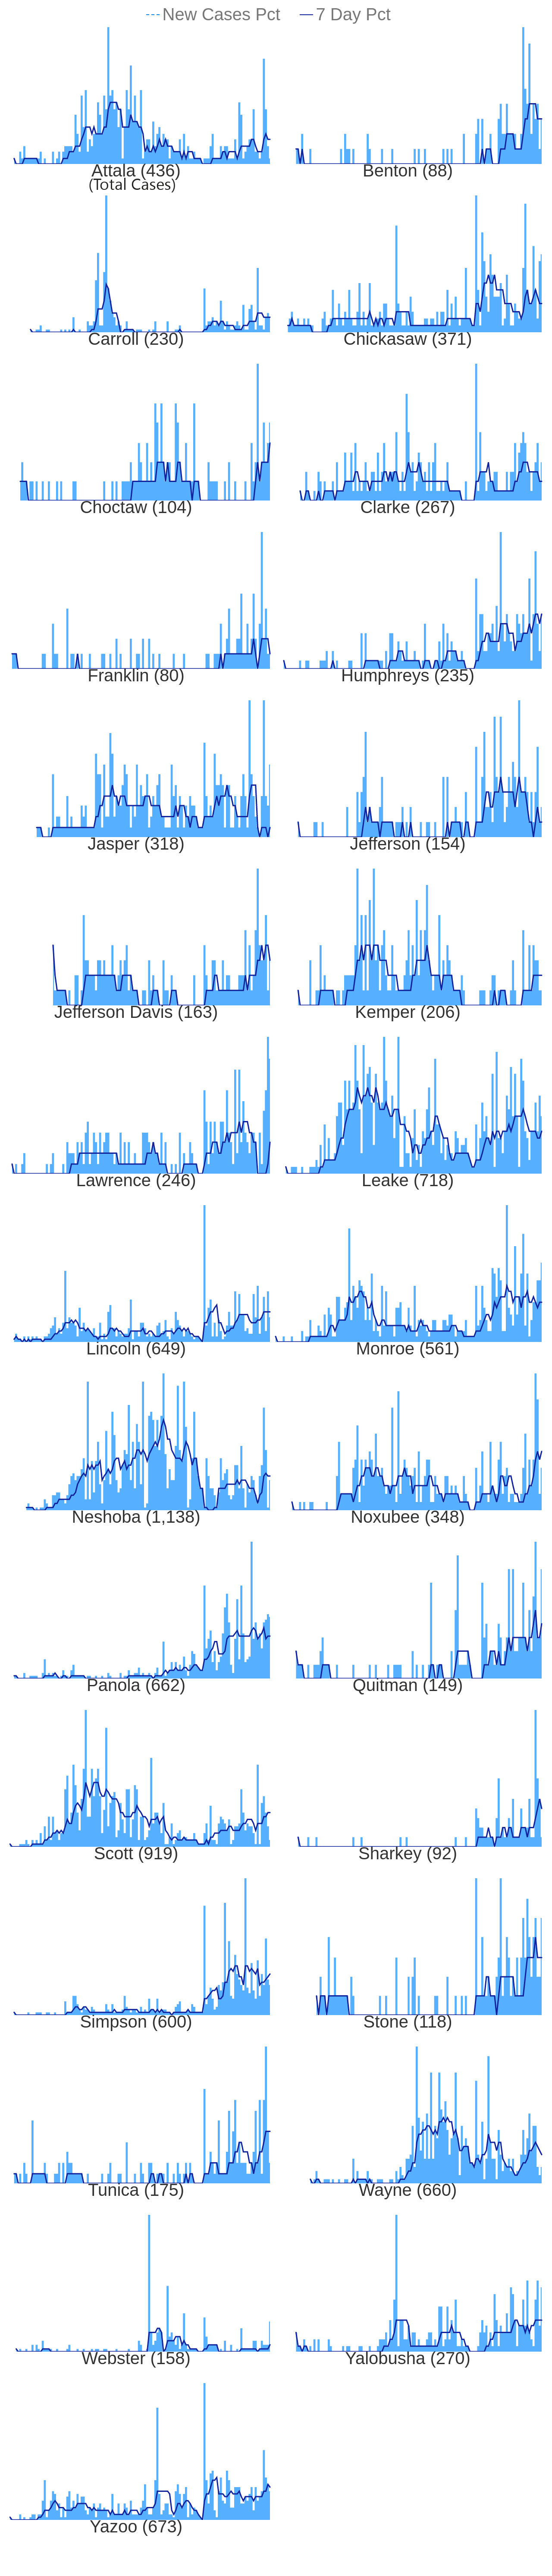 New Cases Pct 7 Day Pct
Attala (436) Benton (88)
(Total Cases)
Carroll (230) Chickasaw (371)
Choctaw (104) Clarke (267)
Franklin (80) Humphreys (235)
Jasper (318) Jefferson (154)
Jefferson Davis (163) Kemper (206)
Lawrence (246) Leake (718)
Lincoln (649) Monroe (561)
Neshoba (1,138) Noxubee (348)
Panola (662) Quitman (149)
Scott (919) Sharkey (92)
Simpson (600) Stone (118)
Tunica (175) Wayne (660)
Webster (158) Yalobusha (270)
Yazoo (673)